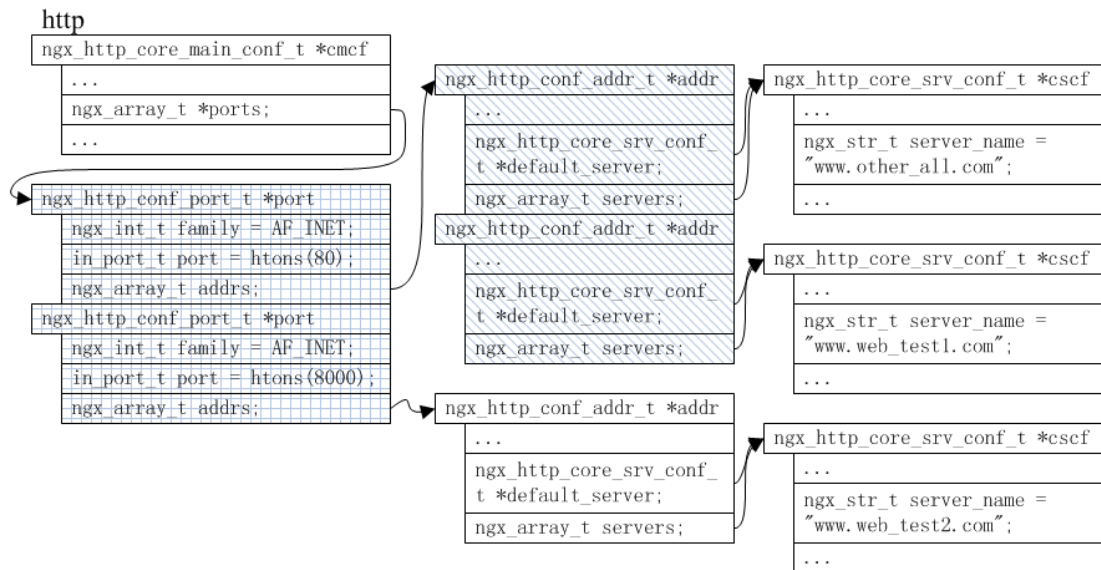 http
ngx_http_core_main_conf_t *cmcf
...
ngx_array_t *ports;
...
ngx_http_conf_port_t *port
ngx_int_t family = AF_INET;
in_port_t port = htons(80);
ngx_array_t addrs;
ngx_http_conf_port_t *port
ngx_int_t family = AF_INET;
in_port_t port = htons(8000);
ngx_array_t addrs;
ngx_http_conf_addr_t *addr
...
ngx_http_core_srv_conf_
t *default_server;
ngx_array_t servers;
ngx_http_conf_addr_t *addr
...
ngx_http_core_srv_conf_
t *default_server;
ngx_array_t servers;
ngx_http_conf_addr_t *addr
...
ngx_http_core_srv_conf_
t *default_server;
ngx_array_t servers;
ngx_http_core_srv_conf_t *cscf
...
ngx_str_t server_name =
"www.other_all.com";
...
ngx_http_core_srv_conf_t *cscf
...
ngx_str_t server_name =
"www.web_test1.com";
...
ngx_http_core_srv_conf_t *cscf
...
ngx_str_t server_name =
"www.web_test2.com";
...